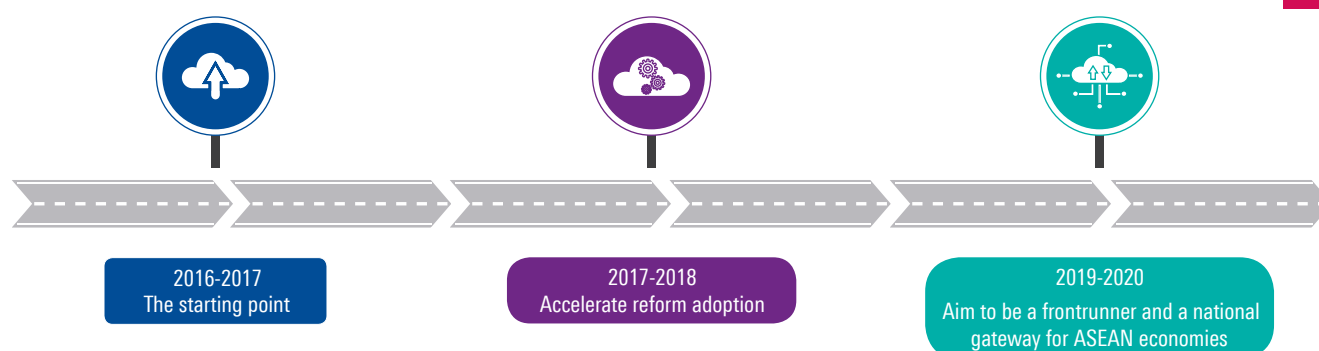 2016-2017
The starting point
2017-2018
Accelerate reform adoption
2019-2020
Aim to be a frontrunner and a national
gateway for ASEAN economies